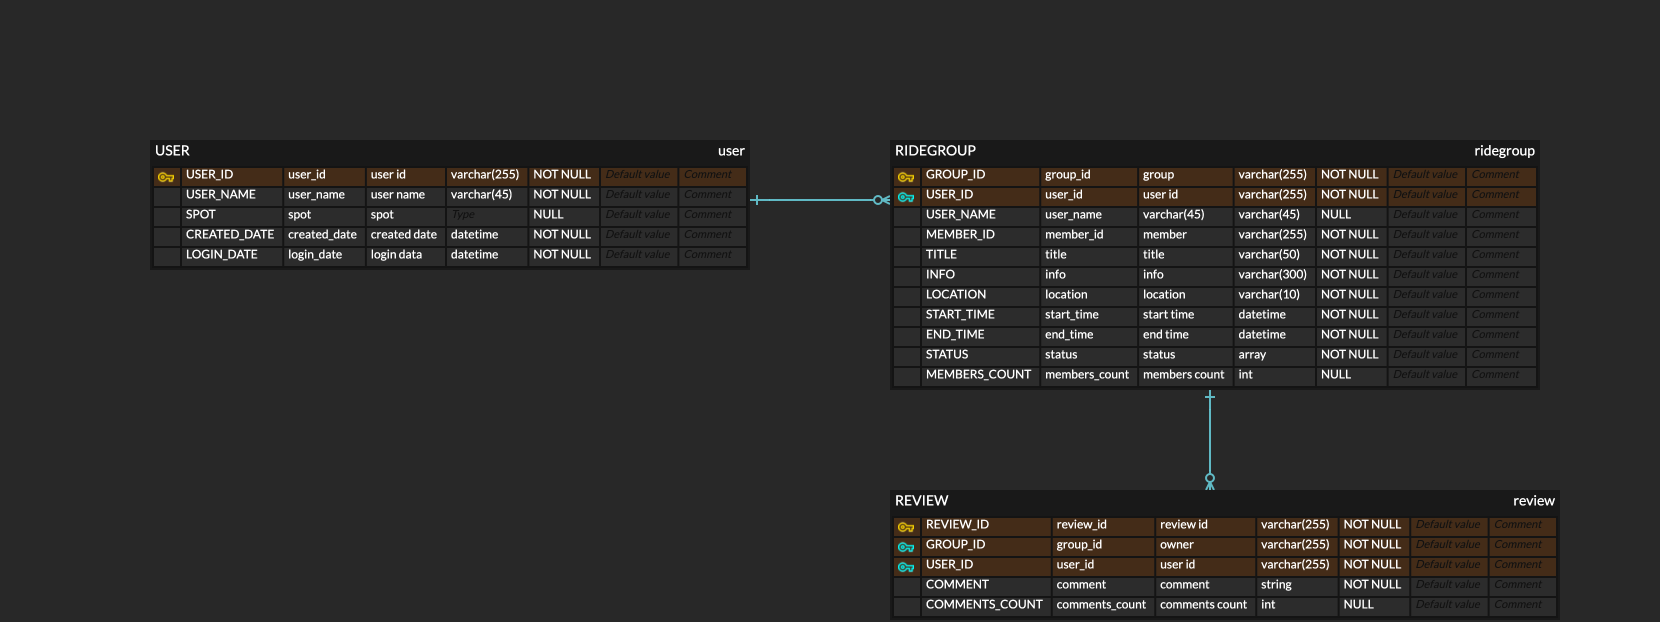 USER user
USER_ID user_id user id varchar(255) NOT NULL Default value Comment
USER_NAME user_name user name varchar(45) NOT NULL Default value Comment
SPOT spot spot Type NULL Default value Comment
CREATED_DATE created_date created date datetime NOT NULL Default value Comment
LOGIN_DATE login_date login data datetime NOT NULL Default value Comment
RIDEGROUP ridegroup
GROUP_ID group_id group varchar(255) NOT NULL Default value Comment
USER_ID user_id user id varchar(255) NOT NULL Default value Comment
USER_NAME user_name varchar(45) varchar(45) NULL Default value Comment
MEMBER_ID member_id member varchar(255) NOT NULL Default value Comment
TITLE title title varchar(50) NOT NULL Default value Comment
INFO info info varchar(300) NOT NULL Default value Comment
LOCATION location location varchar(10) NOT NULL Default value Comment
START_TIME start_time start time datetime NOT NULL Default value Comment
END_TIME end_time end time datetime NOT NULL Default value Comment
STATUS status status array NOT NULL Default value Comment
MEMBERS_COUNT members_count members count int NULL Default value Comment
REVIEW review
REVIEW_ID review_id review id varchar(255) NOT NULL Default value Comment
GROUP_ID group_id owner varchar(255) NOT NULL Default value Comment
USER_ID user_id user id varchar(255) NOT NULL Default value Comment
COMMENT comment comment string NOT NULL Default value Comment
COMMENTS_COUNT comments_count comments count int NULL Default value Comment